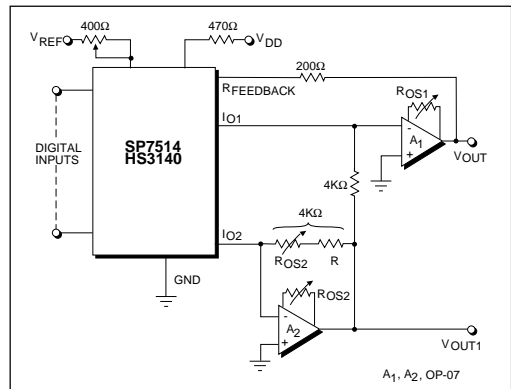 400Ω
470Ω
VREF
VDD
200Ω
RFEEDBACK
ROS1
IO1
A1
VOUT
DIGITAL
INPUTS
SP7514
HS3140
4KΩ
4KΩ
IO2
ROS2
R
GND
ROS2
A2
VOUT1
A1, A2, OP-07
-
+
-
+